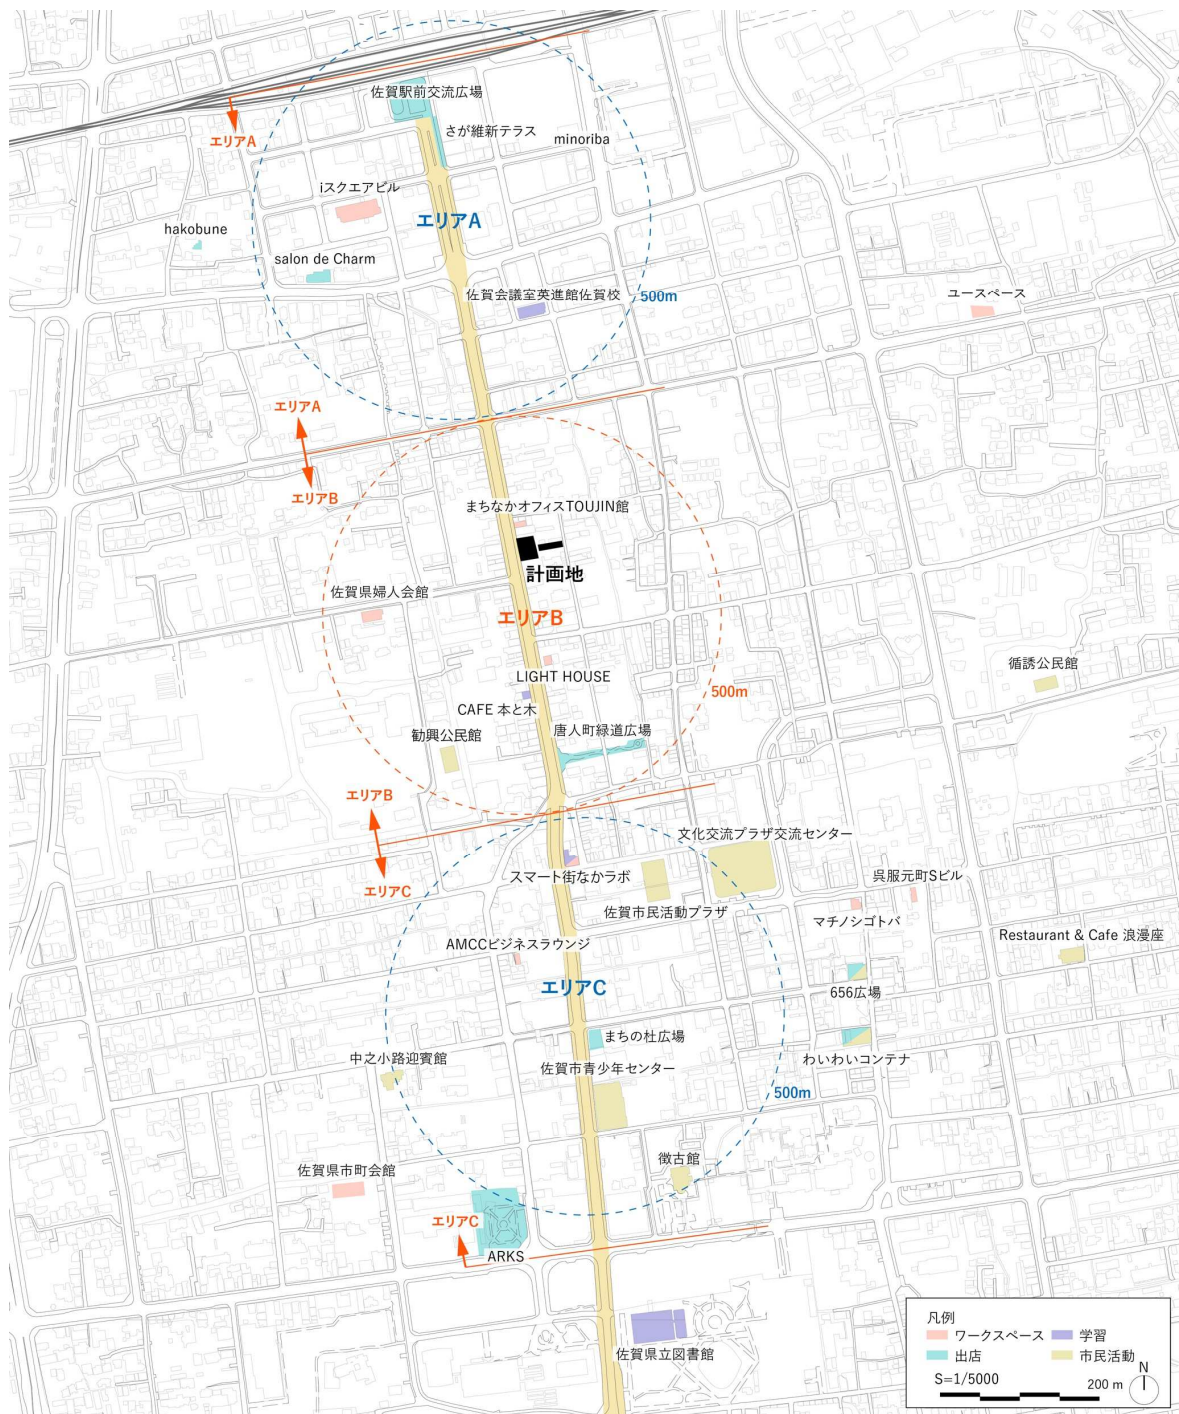 佐賀駅前交流広場
さが維新テラス
minoriba
エリアA
iスクエアビル
エリアA
hakobune
salon de Charm
佐賀会議室英進館佐賀校
500m
ユースペース
エリアA
エリアB
まちなかオフィスTOUJIN館
計画地
佐賀県婦人会館
エリアB
循誘公民館
LIGHT HOUSE
500m
CAFE 本と木
唐人町緑道広場
勧興公民館
エリアB
文化交流プラザ交流センター
スマート街なかラボ
エリアC
呉服元町Sビル
佐賀市民活動プラザ
マチノシゴトバ
AMCCビジネスラウンジ
Restaurant & Cafe 浪漫座
エリアC
656広場
まちの杜広場
中之小路迎賓館
佐賀市青少年センター
わいわいコンテナ
500m
徴古館
佐賀県市町会館
エリアC
ARKS
佐賀県立図書館
凡例
ワークスペース
学習
出店
市民活動
S=1/5000
200 m
N